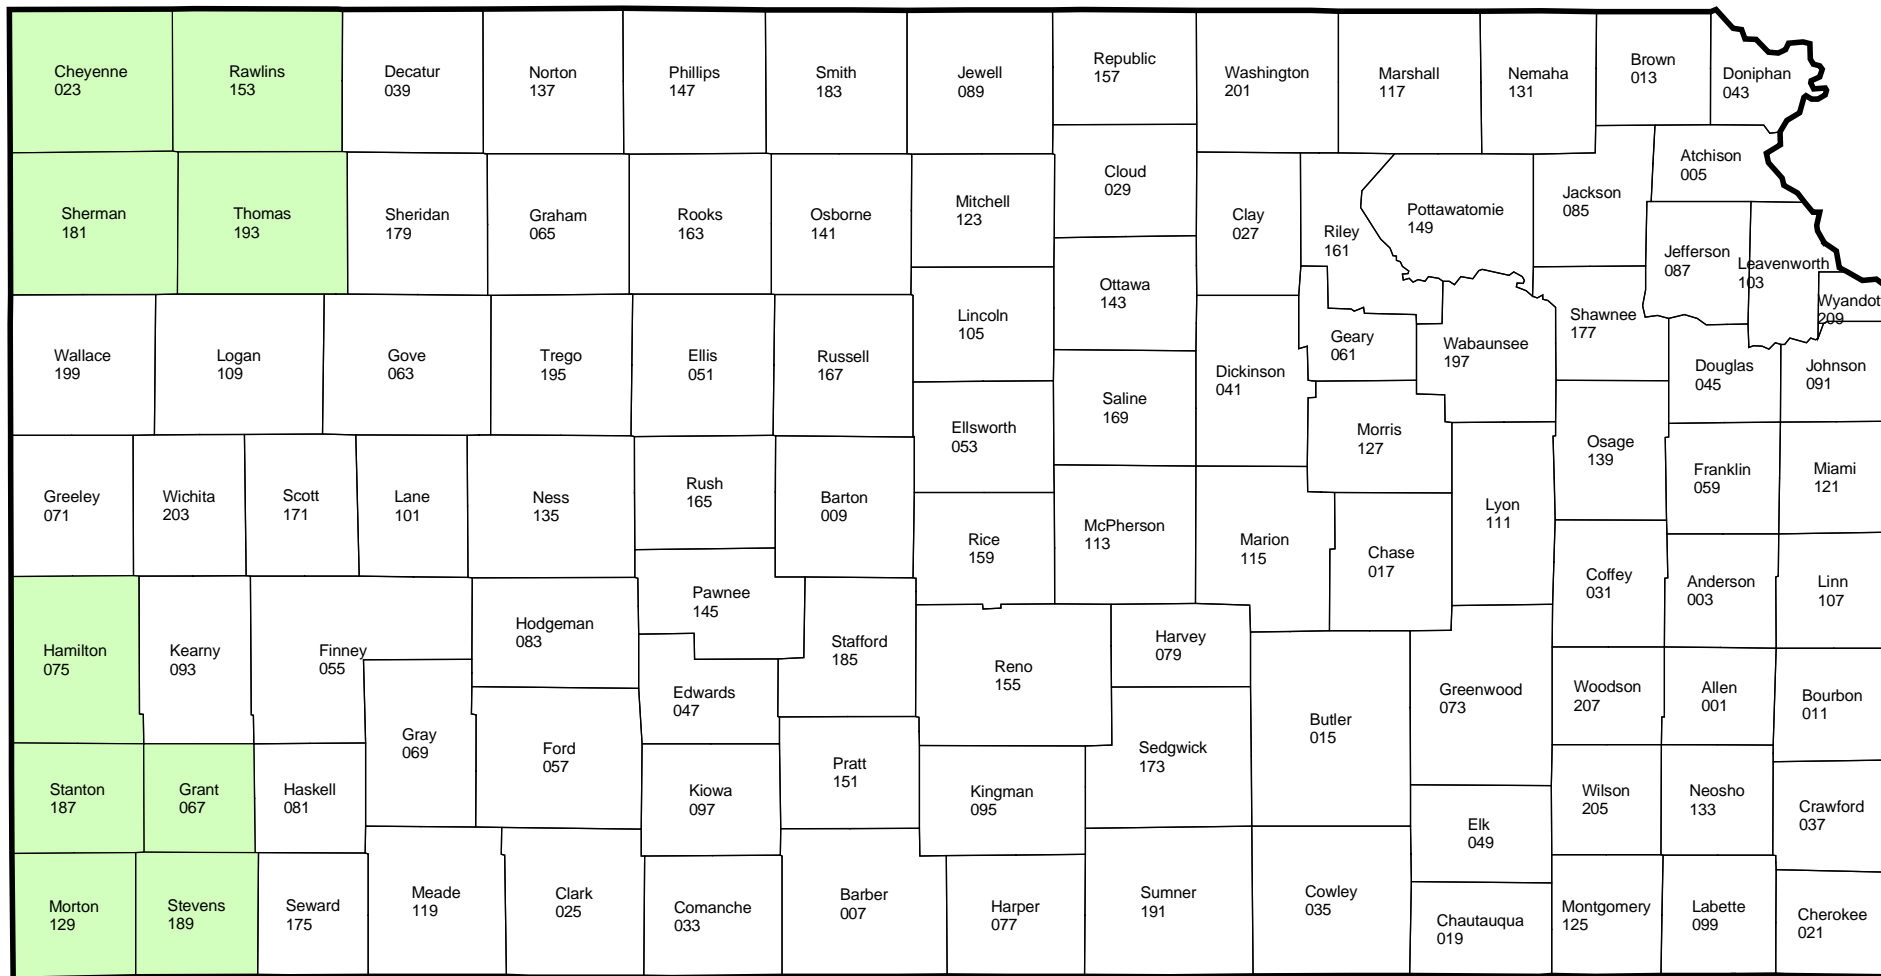 Cheyenne
023
Rawlins
153
Decatur
039
Norton
137
Phillips
147
Smith
183
Jewell
089
Republic
157
Washington
201
Marshall
117
Nemaha
131
Brown
013
Doniphan
043
Sherman
181
Thomas
193
Sheridan
179
Graham
065
Rooks
163
Osborne
141
Mitchell
123
Cloud
029
Clay
027
Riley
161
Pottawatomie
149
Jackson
085
Atchison
005
Jefferson
087
Leavenworth
103
Wyandot
209
Wallace
199
Logan
109
Gove
063
Trego
195
Ellis
051
Russell
167
Lincoln
105
Ottawa
143
Dickinson
041
Geary
061
Wabaunsee
197
Shawnee
177
Douglas
045
Johnson
091
Ellsworth
053
Saline
169
Morris
127
Osage
139
Franklin
059
Miami
121
Greeley
071
Wichita
203
Scott
171
Lane
101
Ness
135
Rush
165
Barton
009
Rice
159
McPherson
113
Marion
115
Chase
017
Lyon
111
Coffey
031
Anderson
003
Linn
107
Hamilton
075
Kearny
093
Finney
055
Hodgeman
083
Pawnee
145
Stafford
185
Reno
155
Harvey
079
Edwards
047
Gray
069
Ford
057
Butler
015
Greenwood
073
Woodson
207
Allen
001
Bourbon
011
Stanton
187
Grant
067
Haskell
081
Kiowa
097
Pratt
151
Kingman
095
Sedgwick
173
Elk
049
Wilson
205
Neosho
133
Crawford
037
Morton
129
Stevens
189
Seward
175
Meade
119
Clark
025
Comanche
033
Barber
007
Harper
077
Sumner
191
Cowley
035
Chautauqua
019
Montgomery
125
Labette
099
Cherokee
021